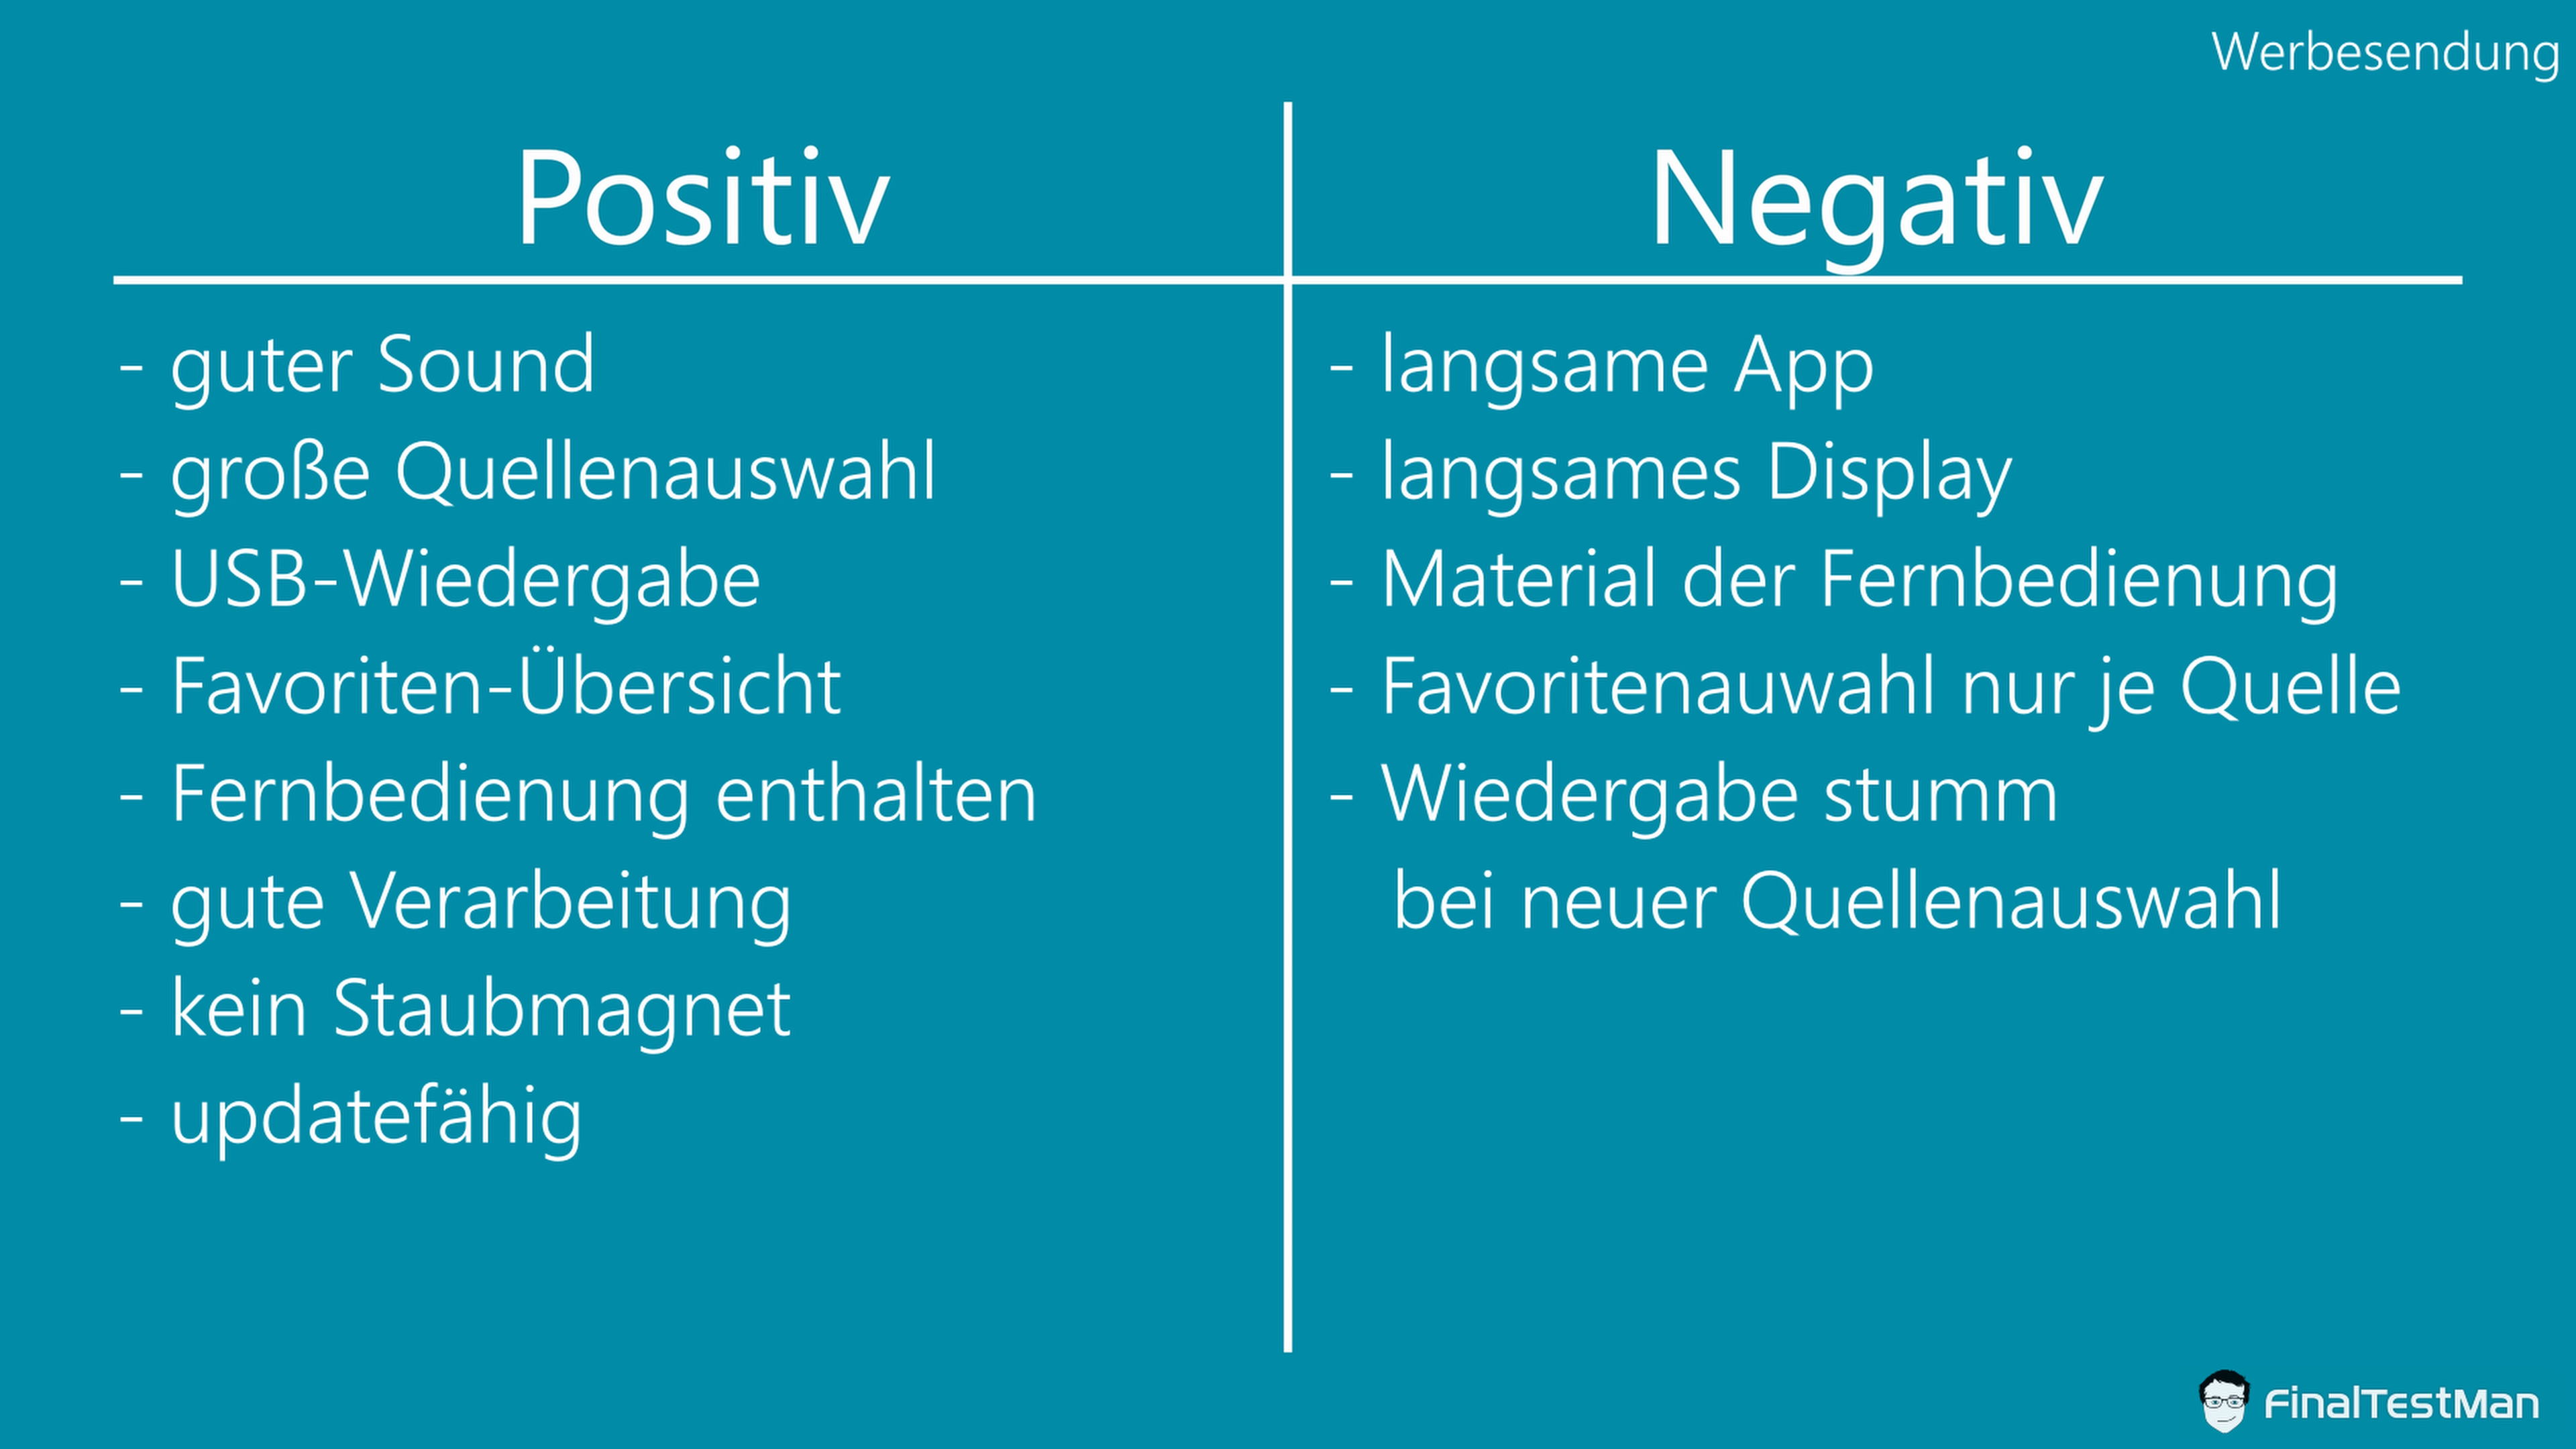 Werbesendung
Positiv
- guter Sound
- große Quellenauswahl
- USB-Wiedergabe
- Favoriten-Übersicht
- Fernbedienung enthalten
- gute Verarbeitung
- kein Staubmagnet
- updatefähig
Negativ
- langsame App
- langsames Display
- Material der Fernbedienung
- Favoritenauwahl nur je Quelle
- Wiedergabe stumm
bei neuer Quellenauswahl
FinalTestMan